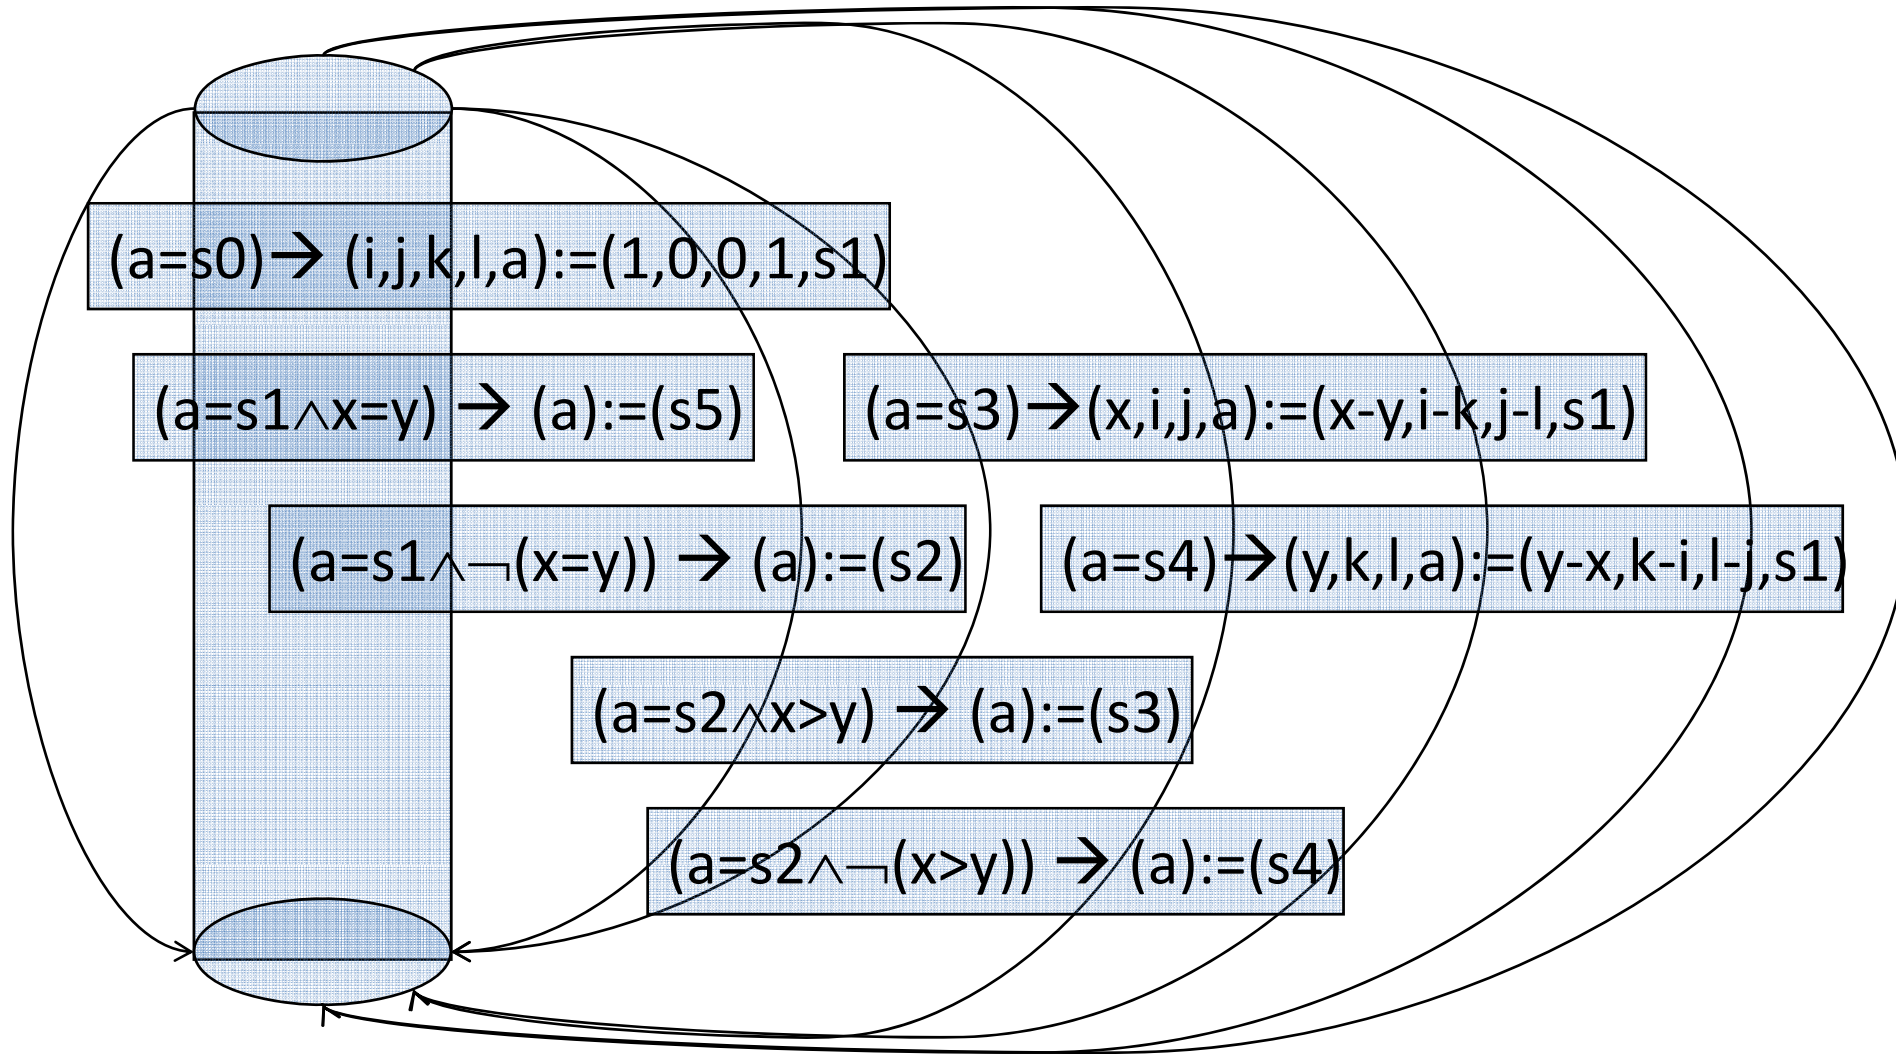 (a=s0)→ (i,j,k,l,a):=(1,0,0,1,s1)
(a=s1∧x=y) → (a):=(s5)
(a=s3)→(x,i,j,a):=(x-y,i-k,j-l,s1)
(a=s1∧¬(x=y)) → (a):=(s2)
(a=s4)→(y,k,l,a):=(y-x,k-i,l-j,s1)
(a=s2∧x>y) → (a):=(s3)
(a=s2∧¬(x>y)) → (a):=(s4)